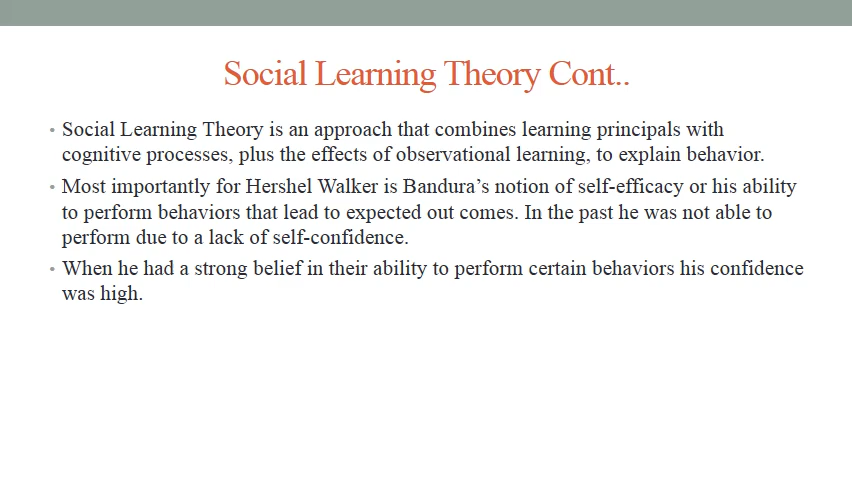 Social Learning Theory Cont..
• Social Learning Theory is an approach that combines learning principals with
cognitive processes, plus the effects of observational learning, to explain behavior.
• Most importantly for Hershel Walker is Bandura’s notion of self-efficacy or his ability
to perform behaviors that lead to expected out comes. In the past he was not able to
perform due to a lack of self-confidence.
• When he had a strong belief in their ability to perform certain behaviors his confidence
was high.